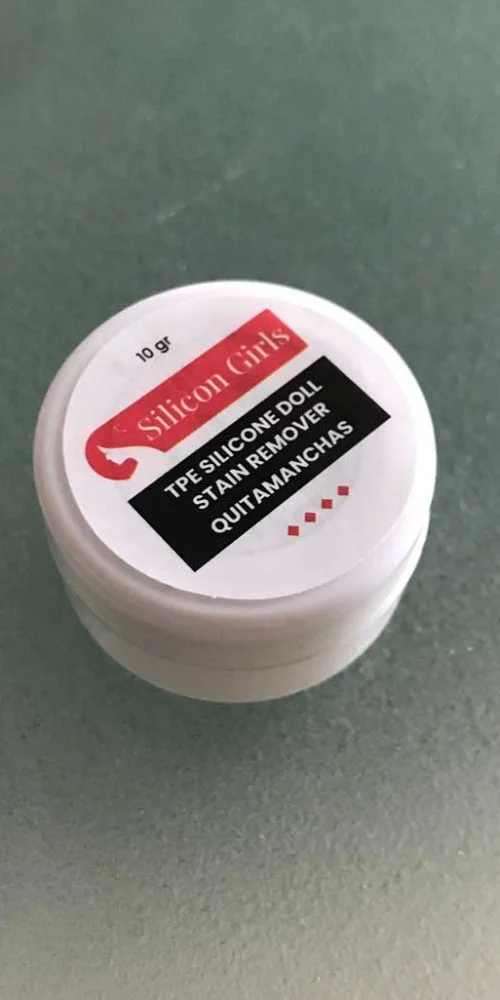 10 gr
Silicon Girls
TPE SILICONE DOLL
STAIN REMOVER
QUITAMANCHAS